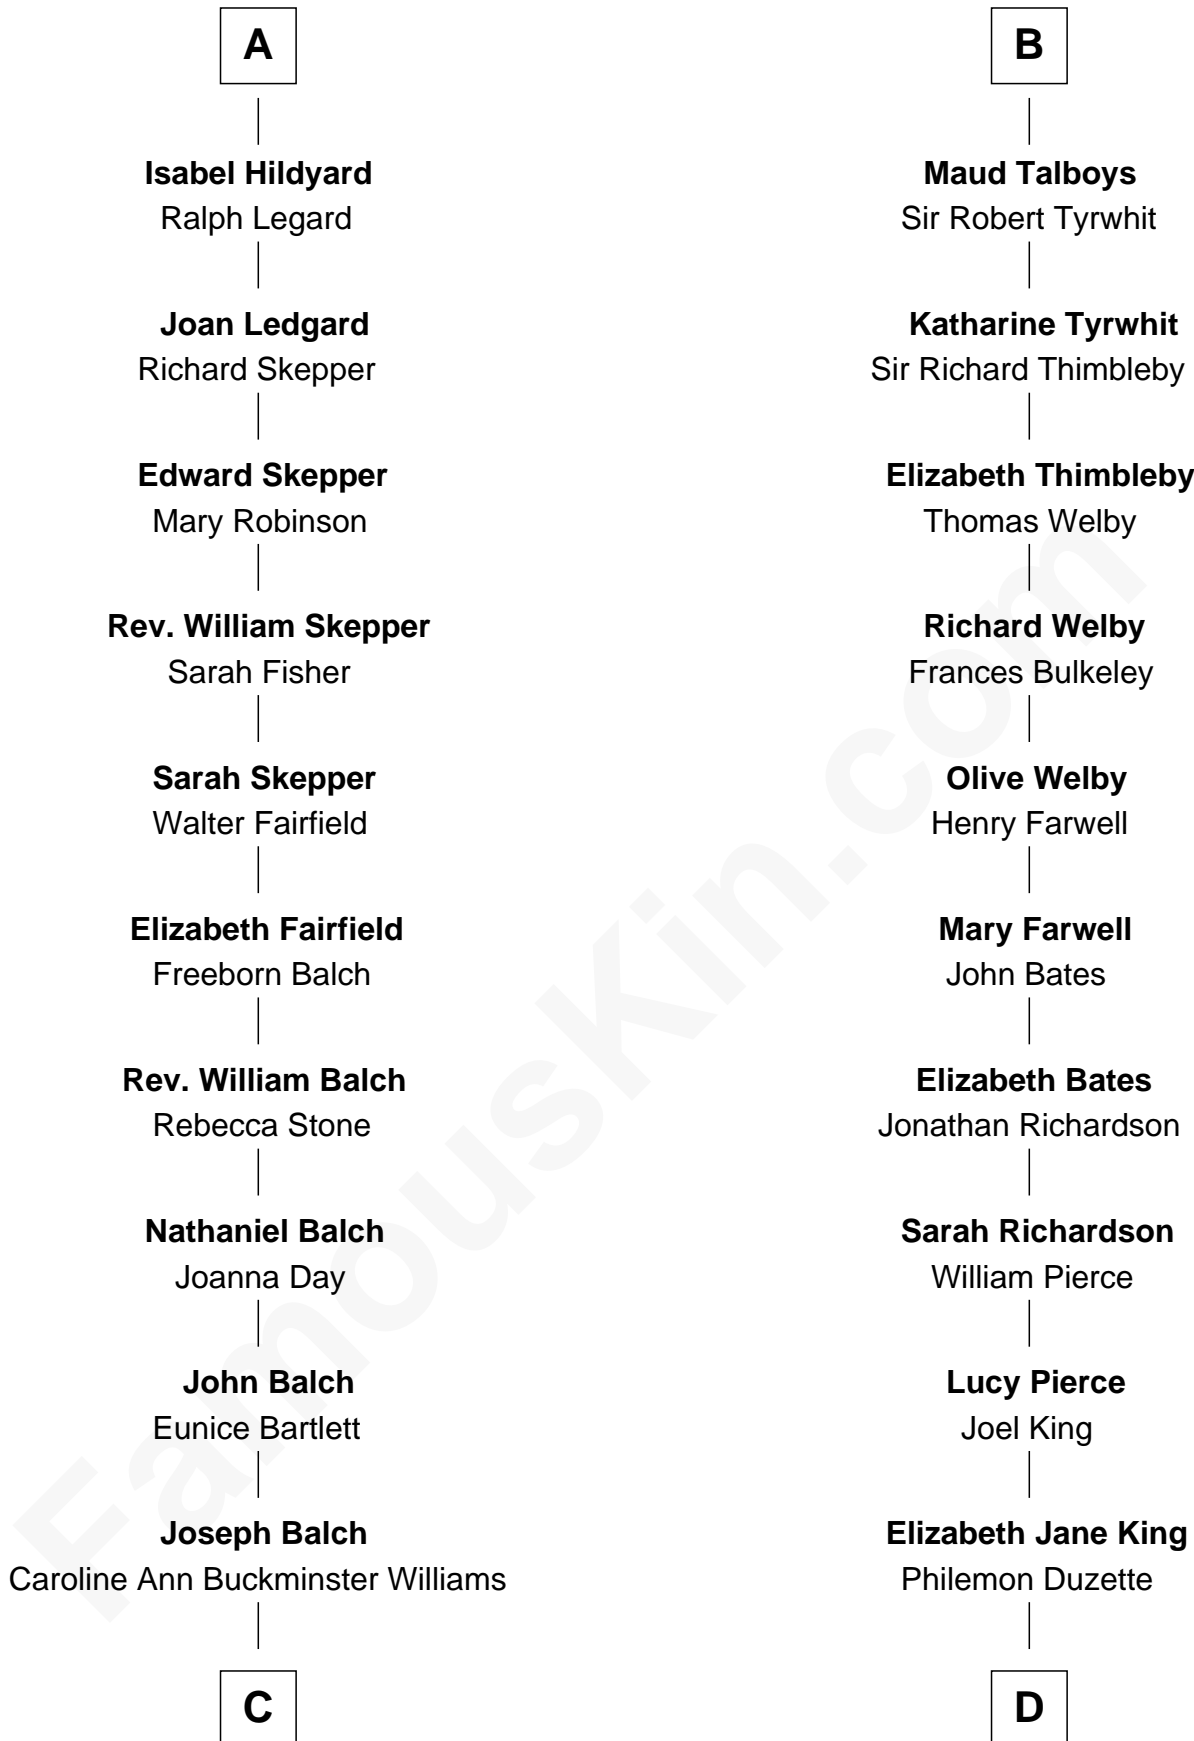 A
Isabel Hildyard
Ralph Legard
Joan Ledgard
Richard Skepper
Edward Skepper
Mary Robinson
Rev. William Skepper
Sarah Fisher
Sarah Skepper
Walter Fairfield
Elizabeth Fairfield
Freeborn Balch
Rev. William Balch
Rebecca Stone
Nathaniel Balch
Joanna Day
John Balch
Eunice Bartlett
Joseph Balch
Caroline Ann Buckminster Williams
C
B
Maud Talboys
Sir Robert Tyrwhit
Katharine Tyrwhit
Sir Richard Thimbleby
Elizabeth Thimbleby
Thomas Welby
Richard Welby
Frances Bulkeley
Olive Welby
Henry Farwell
Mary Farwell
John Bates
Elizabeth Bates
Jonathan Richardson
Sarah Richardson
William Pierce
Lucy Pierce
Joel King
Elizabeth Jane King
Philemon Duzette
D
FamousKin.com